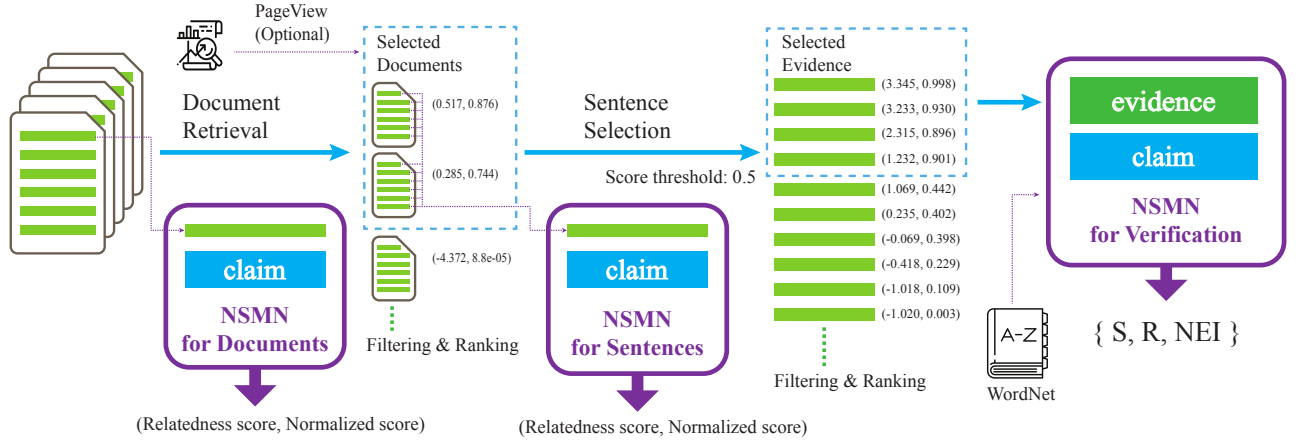 PageView
(Optional)
Document
Retrieval
claim
NSMN
for Documents
(Relatedness score, Normalized score)
Selected
Documents
(0.517, 0.876)
(0.285, 0.744)
(-4.372, 8.8e-05)
Filtering & Ranking
Sentence
Selection
Score threshold: 0.5
claim
NSMN
for Sentences
(Relatedness score, Normalized score)
Selected
Evidence
(3.345, 0.998)
(3.233, 0.930)
(2.315, 0.896)
(1.232, 0.901)
(1.069, 0.442)
(0.235, 0.402)
(-0.069, 0.398)
(-0.418, 0.229)
(-1.018, 0.109)
(-1.020, 0.003)
Filtering & Ranking
evidence
claim
NSMN
for Verification
A-Z
WordNet
{ S, R, NEI }